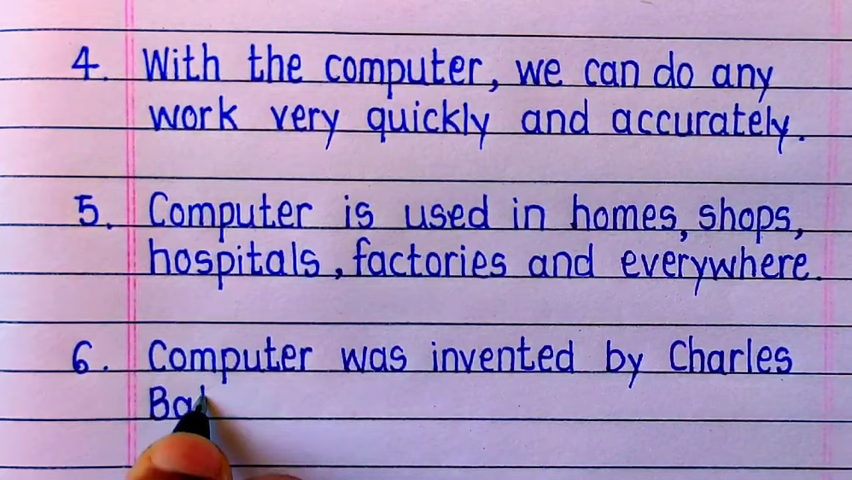 4. With the computer, we can do any
work very quickly and accurately.
5. Computer is used in homes, shops,
hospitals, factories and everywhere.
6. Computer was invented by Charles